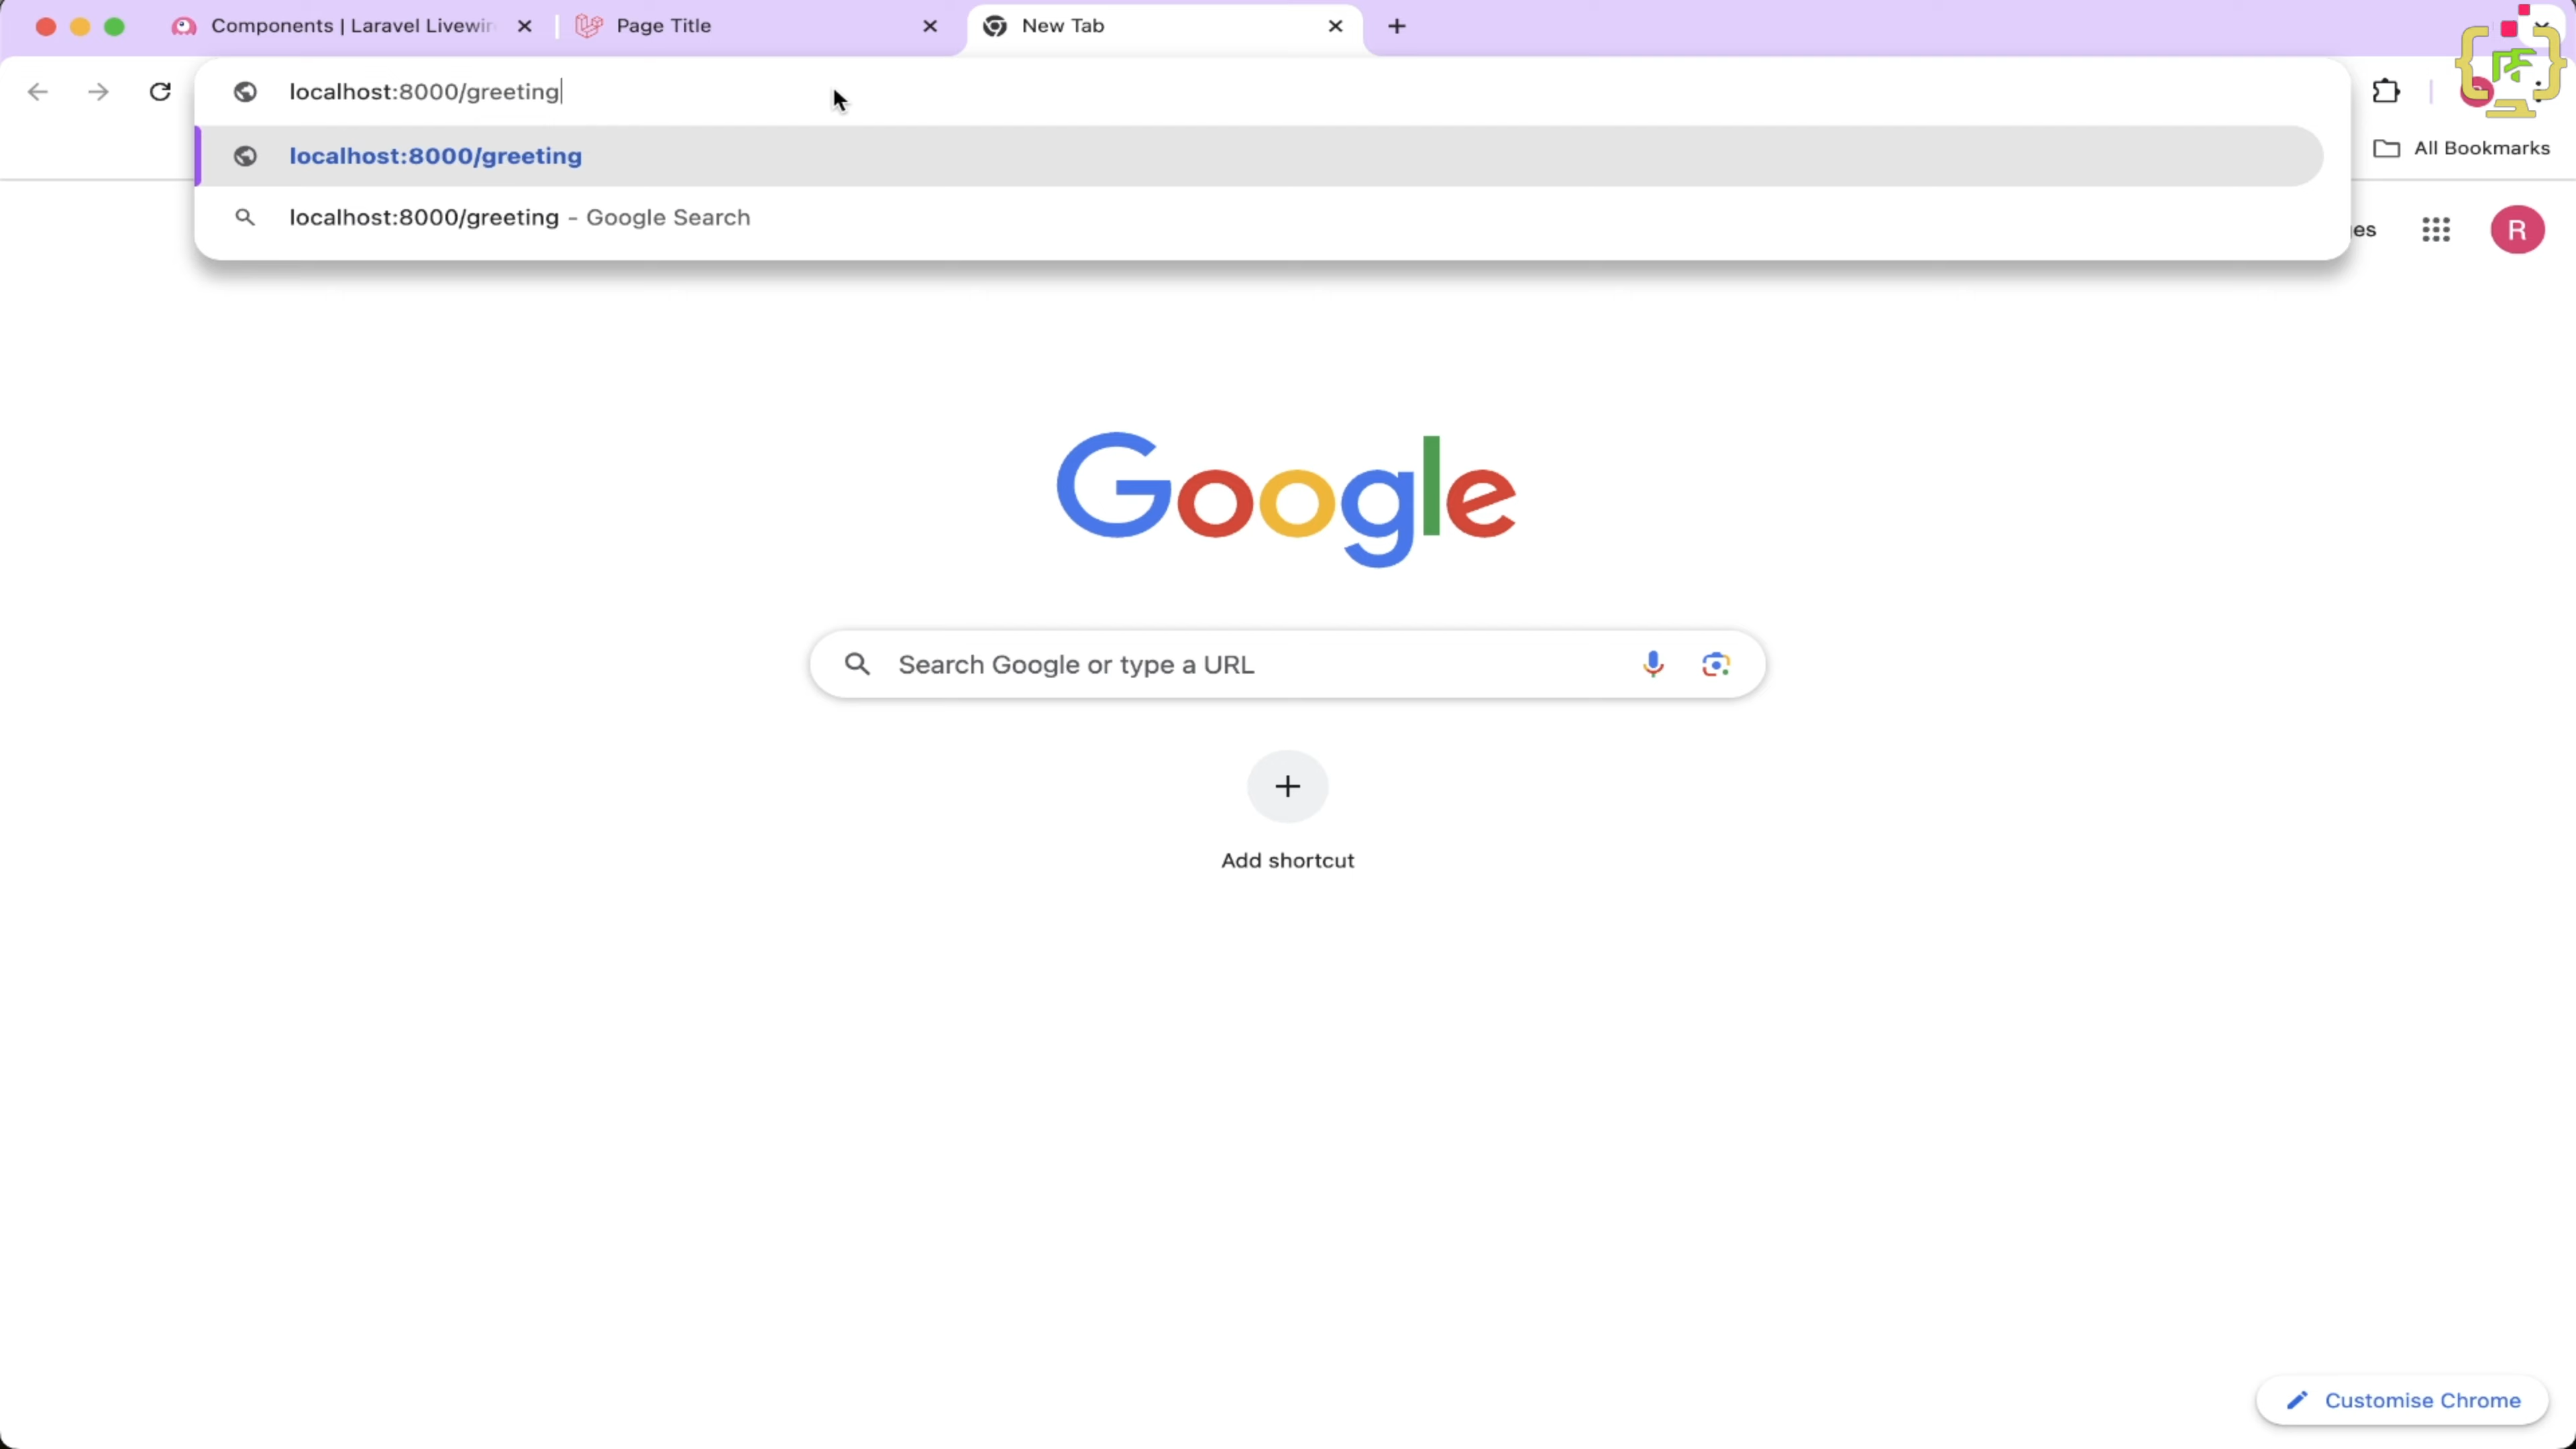 Components | Laravel Livewir
Page Title
New Tab
localhost:8000/greeting
localhost:8000/greeting
All Bookmarks
localhost:8000/greeting - Google Search
es
R
Google
Search Google or type a URL
Add shortcut
Customise Chrome